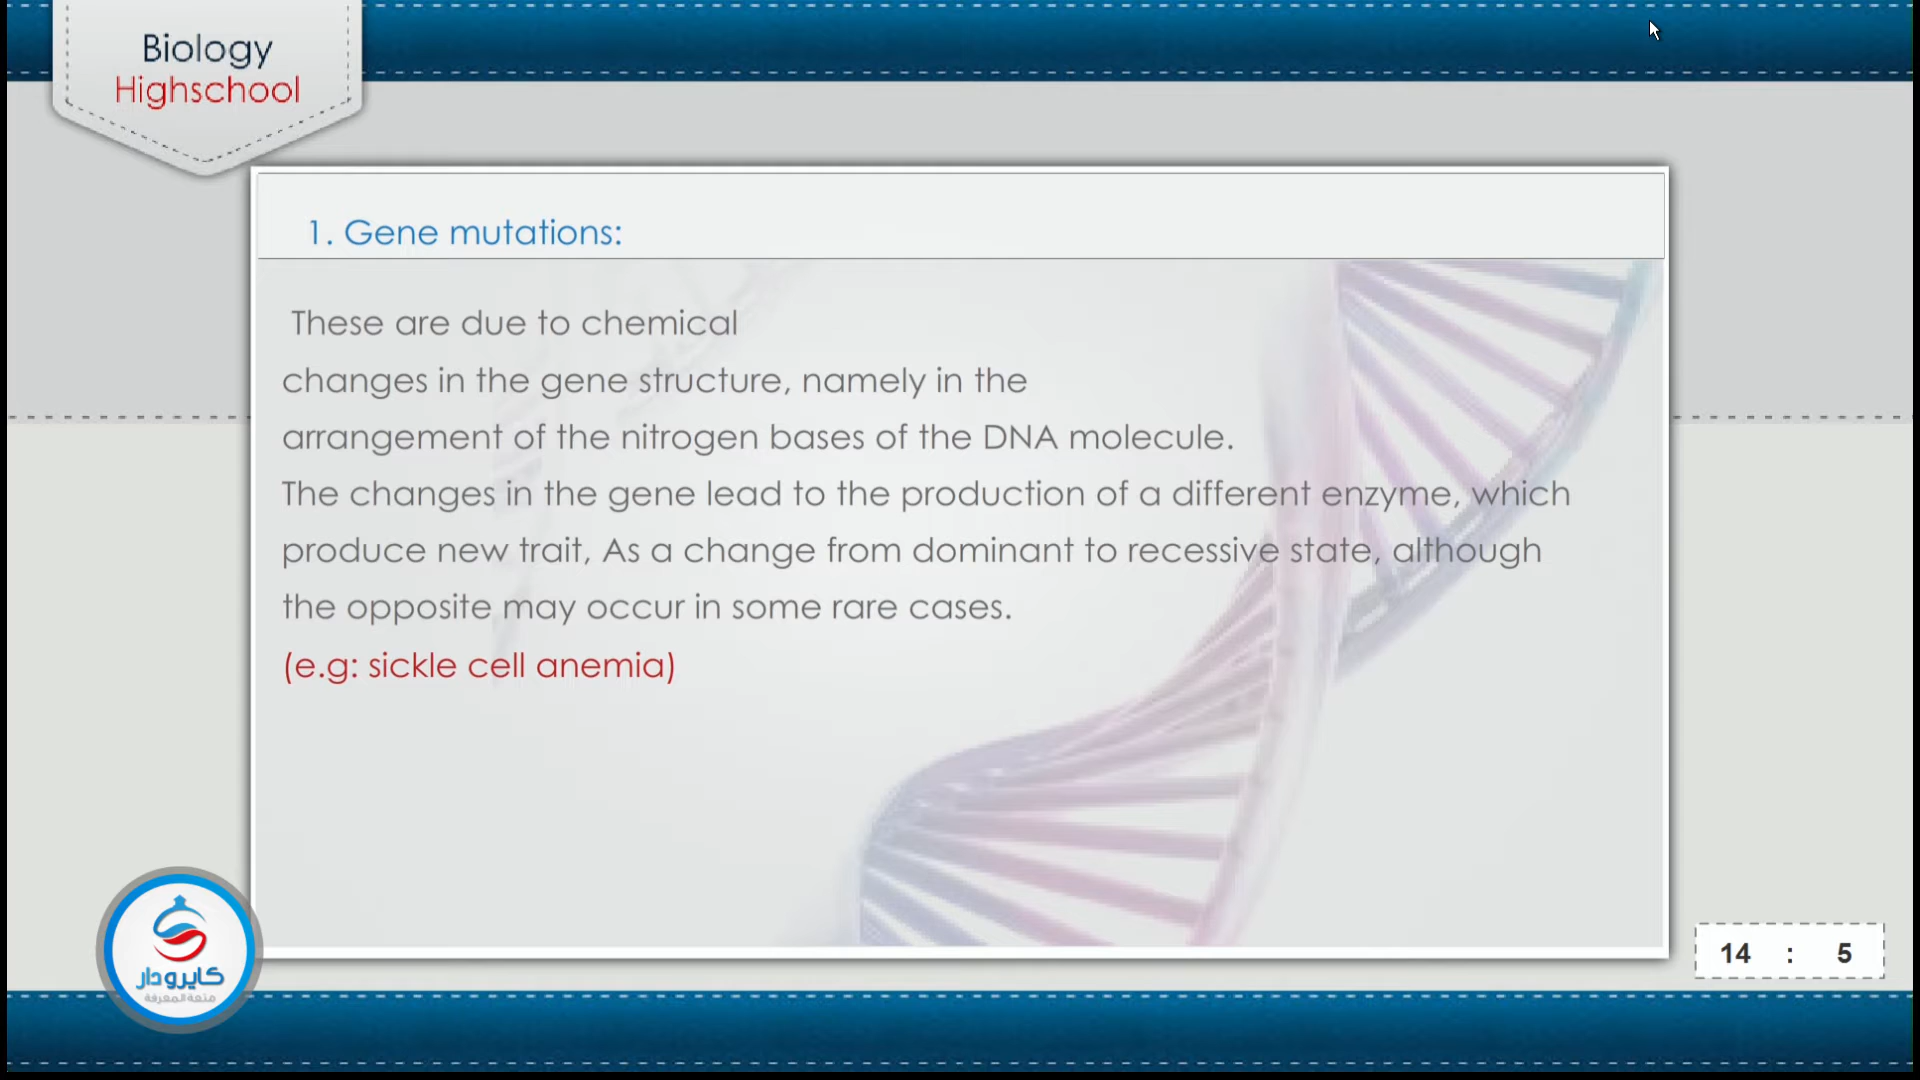 Biology
Highschool
1. Gene mutations:
These are due to chemical
changes in the gene structure, namely in the
arrangement of the nitrogen bases of the DNA molecule.
The changes in the gene lead to the production of a different enzyme, which
produce new trait, As a change from dominant to recessive state, although
the opposite may occur in some rare cases.
(e.g: sickle cell anemia)
كايرودار
متعة المعرفة
14 : 5